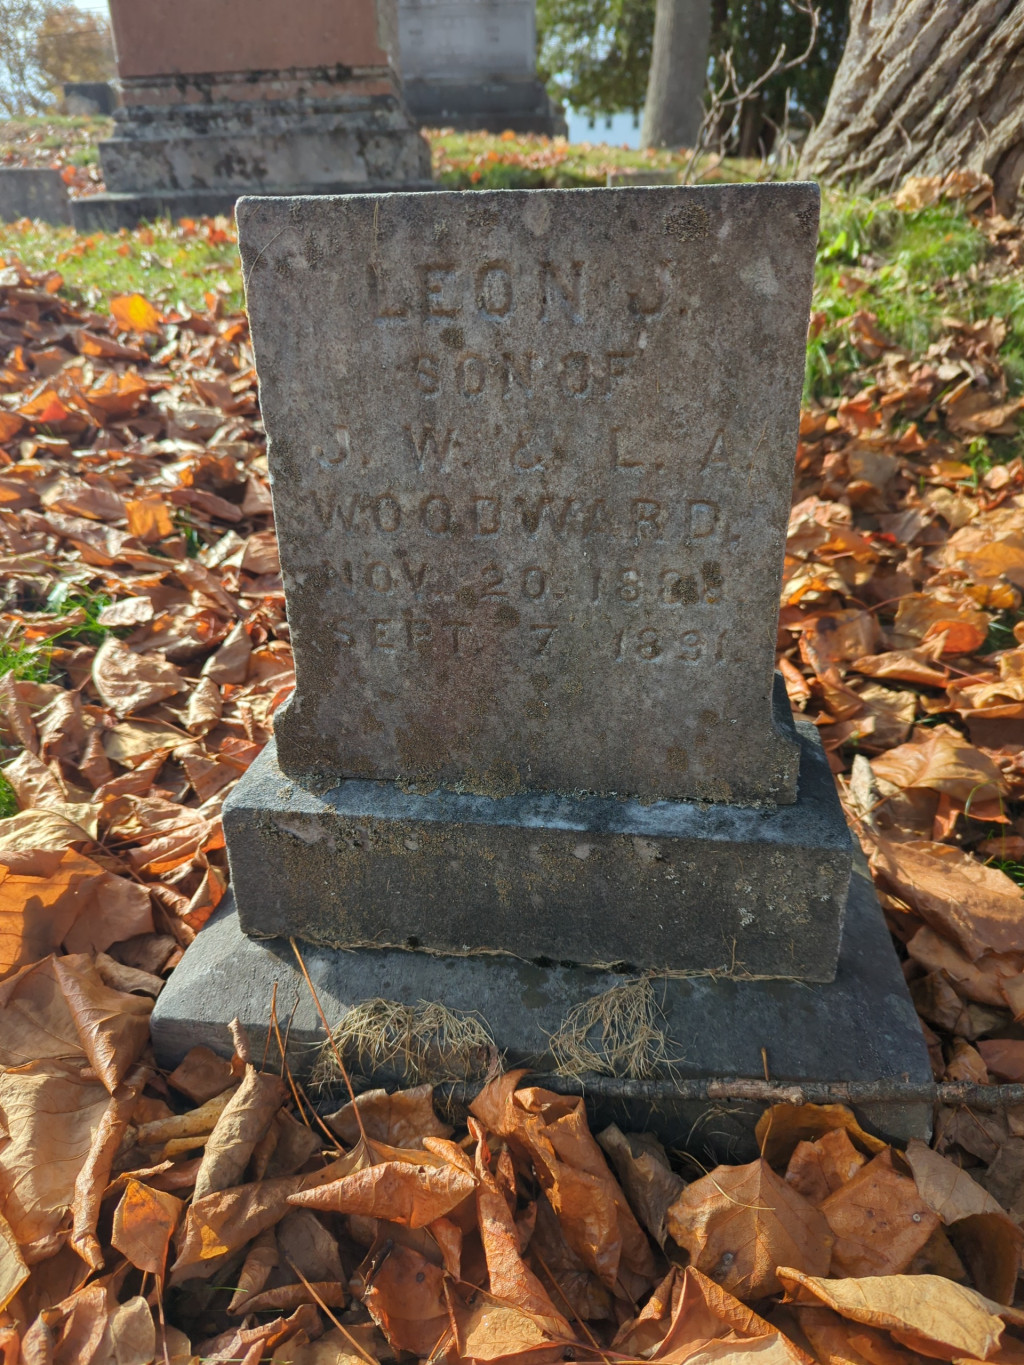 LEON J.
SON OF
J. W. & L. A.
WOODWARD.
NOV. 20.
SEPT. 7